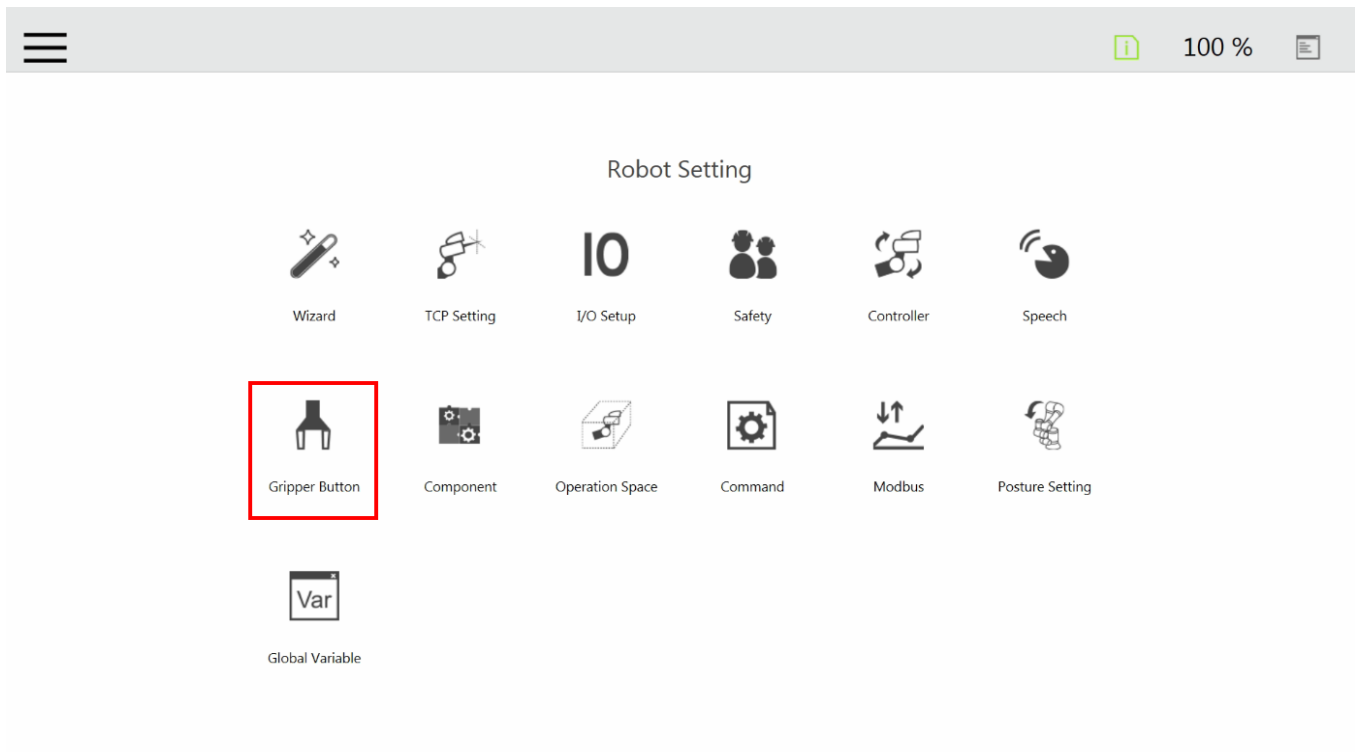 100 %
Robot Setting
IO
Wizard
TCP Setting
I/O Setup
Safety
Controller
Speech
Gripper Button
Component
Operation Space
Command
Modbus
Posture Setting
Var
Global Variable